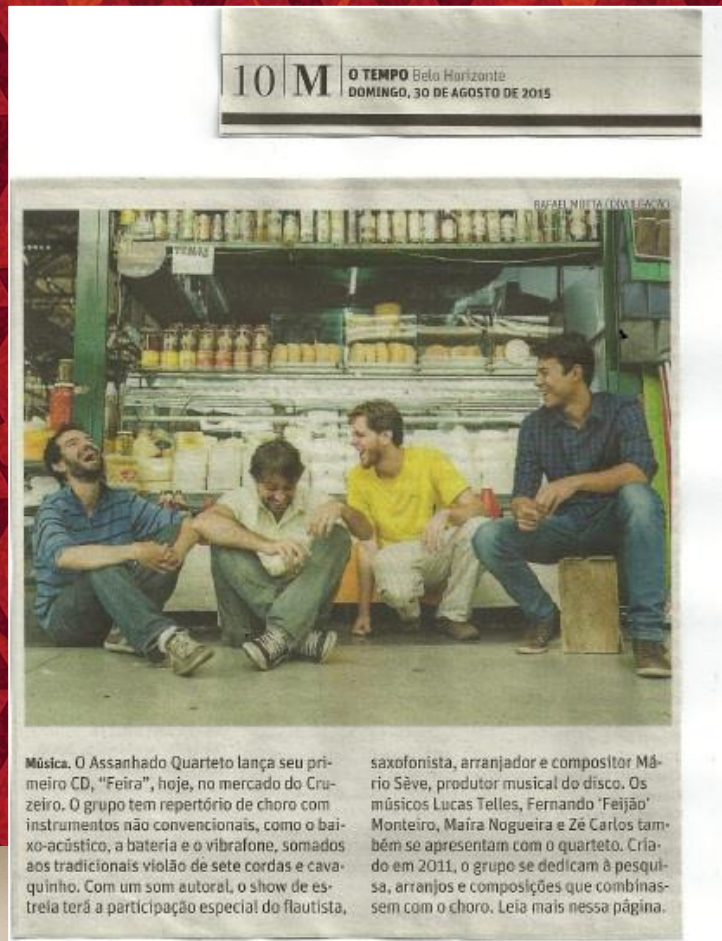 10 M O TEMPO Belo Horizonte
DOMINGO, 30 DE AGOSTO DE 2015
RAFAEL MOTTA / DIVULGAÇÃO
TEMOS
Música. O Assanhado Quarteto lança seu pri-
meiro CD, “Feira”, hoje, no mercado do Cru-
zeiro. O grupo tem repertório de choro com
instrumentos não convencionais, como o bai-
xo-acústico, a bateria e o vibrafone, somados
aos tradicionais violão de sete cordas e cava-
quinho. Com um som autoral, o show de es-
treia terá a participação especial do flautista,
saxofonista, arranjador e compositor Má-
rio Sève, produtor musical do disco. Os
músicos Lucas Telles, Fernando ‘Feijão’
Monteiro, Maíra Nogueira e Zé Carlos tam-
bém se apresentam com o quarteto. Cria-
do em 2011, o grupo se dedicam à pesqui-
sa, arranjos e composições que combinas-
sem com o choro. Leia mais nessa página.